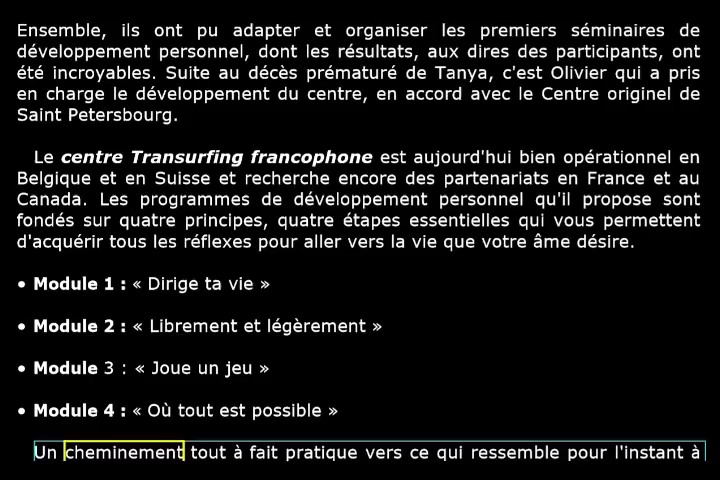 Ensemble, ils ont pu adapter et organiser les premiers séminaires de
développement personnel, dont les résultats, aux dires des participants, ont
été incroyables. Suite au décès prématuré de Tanya, c'est Olivier qui a pris
en charge le développement du centre, en accord avec le Centre originel de
Saint Petersbourg.
Le centre Transurfing francophone est aujourd'hui bien opérationnel en
Belgique et en Suisse et recherche encore des partenariats en France et au
Canada. Les programmes de développement personnel qu'il propose sont
fondés sur quatre principes, quatre étapes essentielles qui vous permettent
d'acquérir tous les réflexes pour aller vers la vie que votre âme désire.
• Module 1 : « Dirige ta vie »
• Module 2 : « Librement et légèrement »
• Module 3 : « Joue un jeu »
• Module 4 : « Où tout est possible »
Un cheminement tout à fait pratique vers ce qui ressemble pour l'instant à